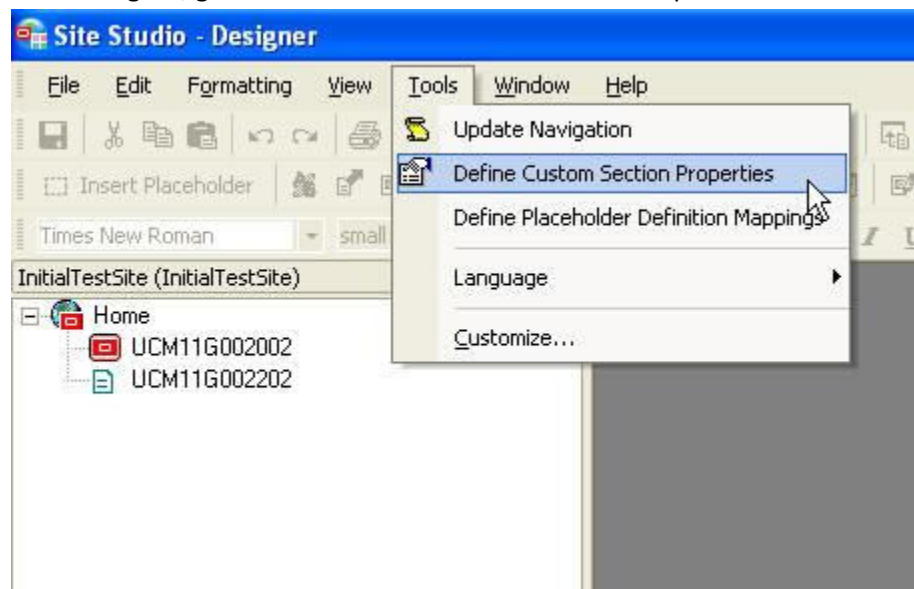 Site Studio - Designer
File Edit Formatting View Tools Window Help
Update Navigation
Insert Placeholder
Define Custom Section Properties
Define Placeholder Definition Mappings
Times New Roman small
InitialTestSite (InitialTestSite)
Language
Home
Customize...
UCM11G002002
UCM11G002202